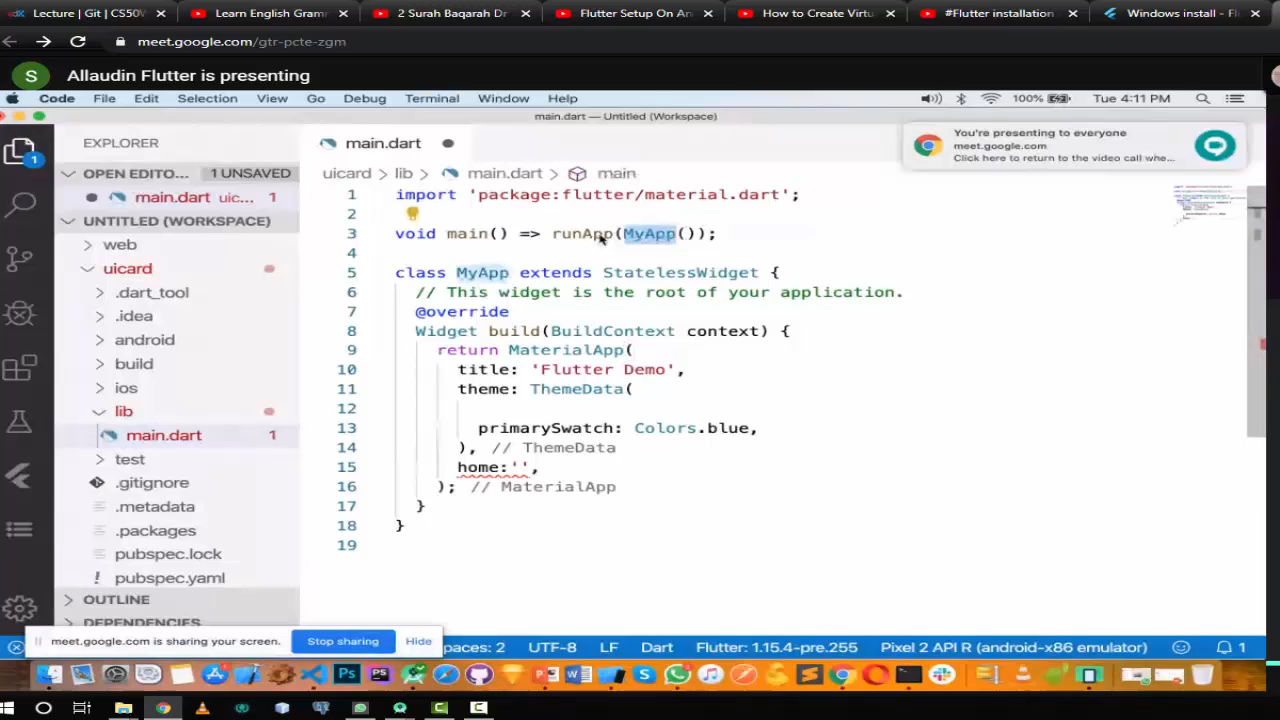 Lecture | Git | CS50W
Learn English Gram
2 Surah Baqarah Dr
Flutter Setup On An
How to Create Virtu
#Flutter installation
Windows install - Fl
meet.google.com/gtr-pcte-zgm
S
Allaudin Flutter is presenting
Code File Edit Selection View Go Debug Terminal Window Help
100% Tue 4:11 PM
main.dart — Untitled (Workspace)
EXPLORER
main.dart
You're presenting to everyone
meet.google.com
Click here to return to the video call whe...
1
OPEN EDITO... 1 UNSAVED
main.dart uic... 1
UNTITLED (WORKSPACE)
web
uicard
.dart_tool
.idea
android
build
ios
lib
main.dart 1
test
.gitignore
.metadata
.packages
pubspec.lock
! pubspec.yaml
OUTLINE
DEPENDENCIES
uicard > lib > main.dart > main
1 import 'package:flutter/material.dart';
2
3 void main() => runApp(MyApp());
4
5 class MyApp extends StatelessWidget {
6 // This widget is the root of your application.
7 @override
8 Widget build(BuildContext context) {
9 return MaterialApp(
10 title: 'Flutter Demo',
11 theme: ThemeData(
12
13 primarySwatch: Colors.blue,
14 ), // ThemeData
15 home:'',
16 ); // MaterialApp
17 }
18 }
19
meet.google.com is sharing your screen. Stop sharing Hide
paces: 2 UTF-8 LF Dart Flutter: 1.15.4-pre.255 Pixel 2 API R (android-x86 emulator) 1
Ps PS